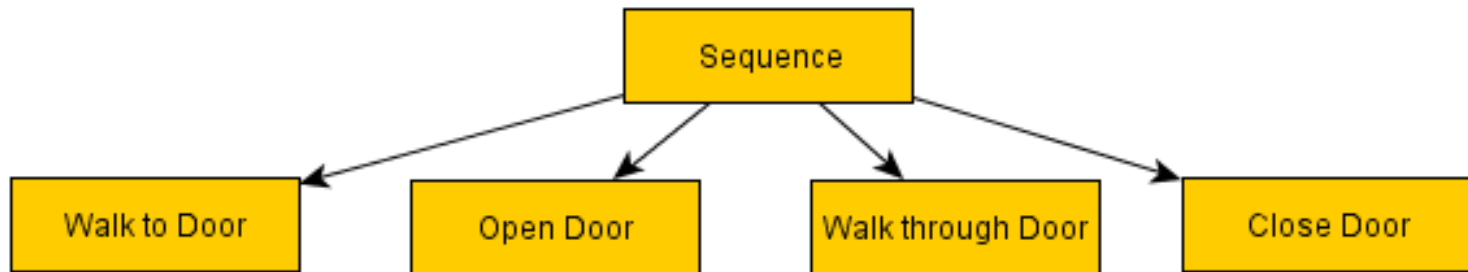 Sequence
Walk to Door
Open Door
Walk through Door
Close Door